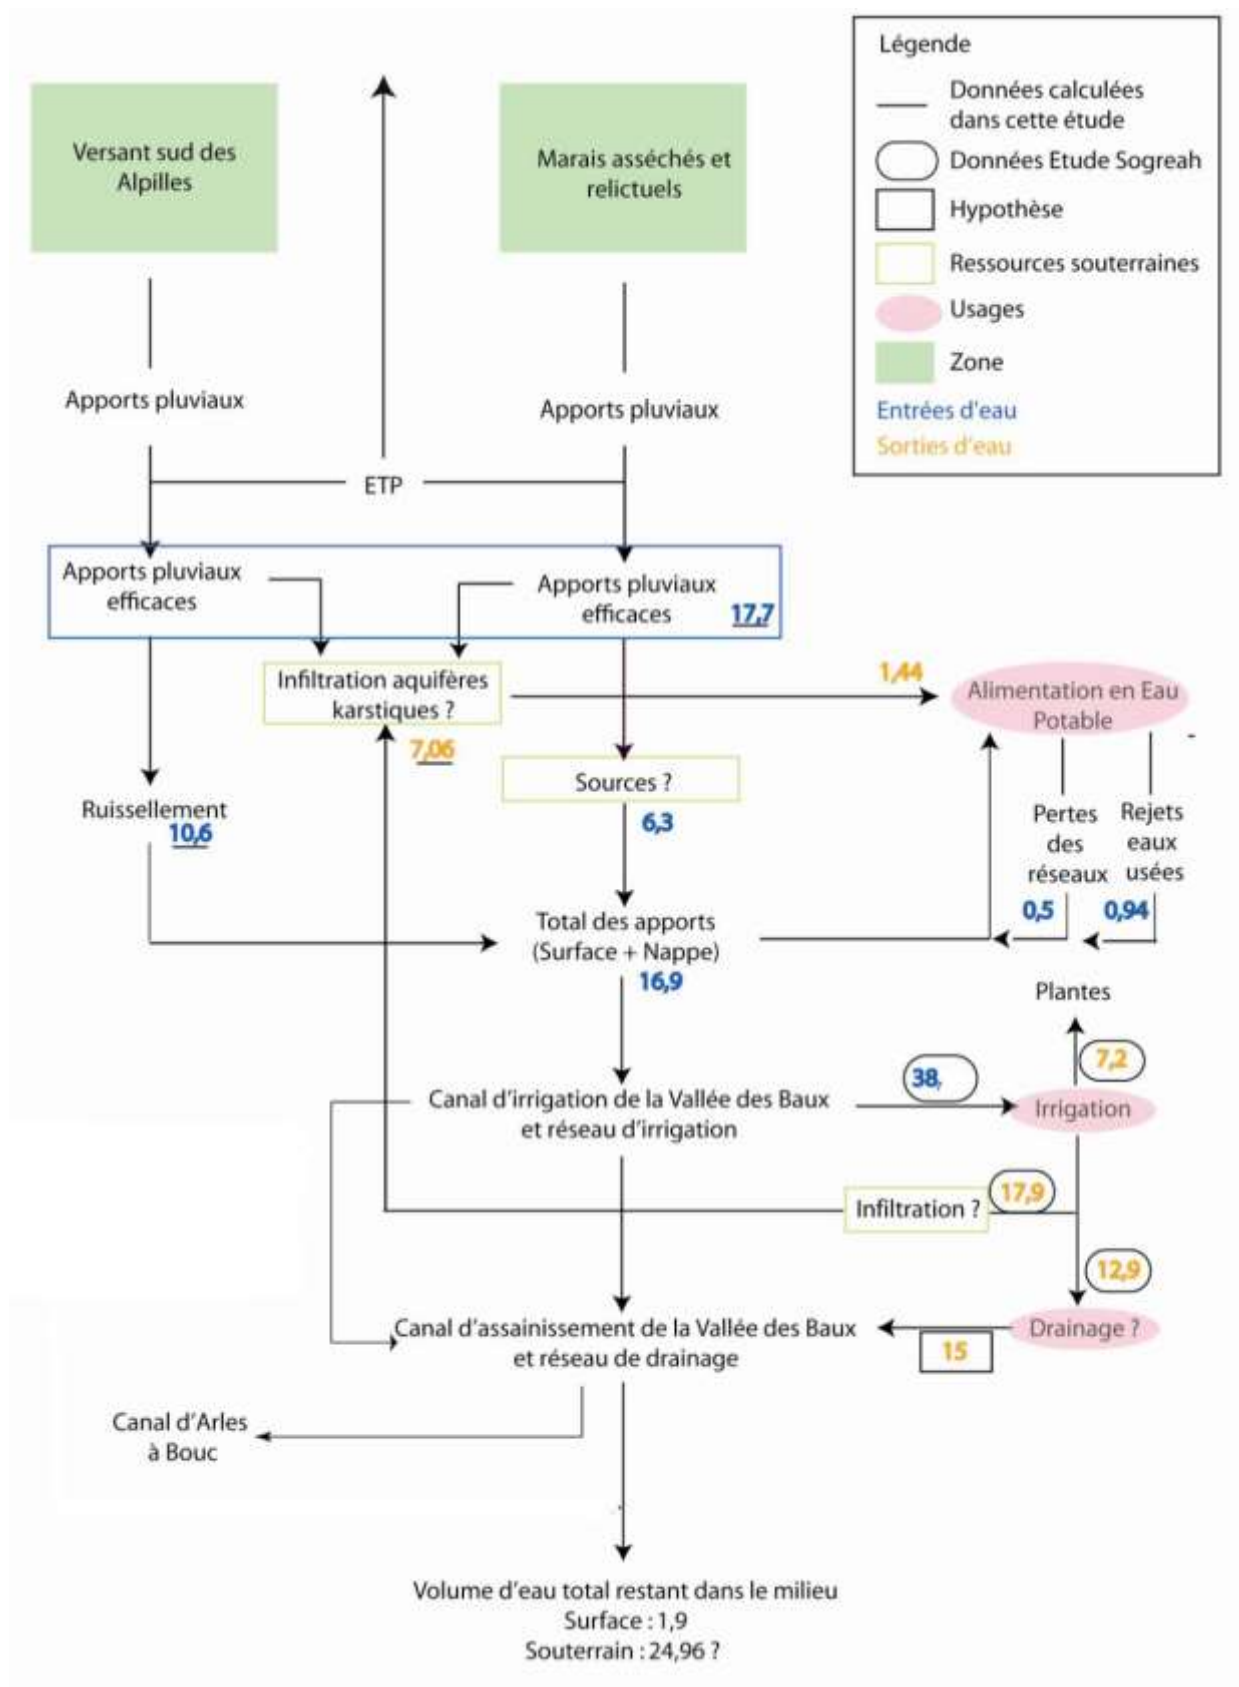 Légende
Données calculées
dans cette étude
Données Etude Sogreah
Hypothèse
Ressources souterraines
Usages
Zone
Entrées d'eau
Sorties d'eau
Versant sud des
Alpilles
Marais asséchés et
relictuels
Apports pluviaux
Apports pluviaux
ETP
Apports pluviaux
efficaces
Apports pluviaux
efficaces
17,7
Infiltration aquifères
karstiques ?
7,06
1,44
Alimentation en Eau
Potable
Sources ?
6,3
Ruissellement
10,6
Pertes
des
réseaux
0,5
Rejets
eaux
usées
0,94
Total des apports
(Surface + Nappe)
16,9
Plantes
7,2
Canal d'irrigation de la Vallée des Baux
et réseau d'irrigation
38,
Irrigation
Infiltration ?
17,9
12,9
Canal d'assainissement de la Vallée des Baux
et réseau de drainage
15
Drainage ?
Canal d'Arles
à Bouc
Volume d'eau total restant dans le milieu
Surface : 1,9
Souterrain : 24,96 ?